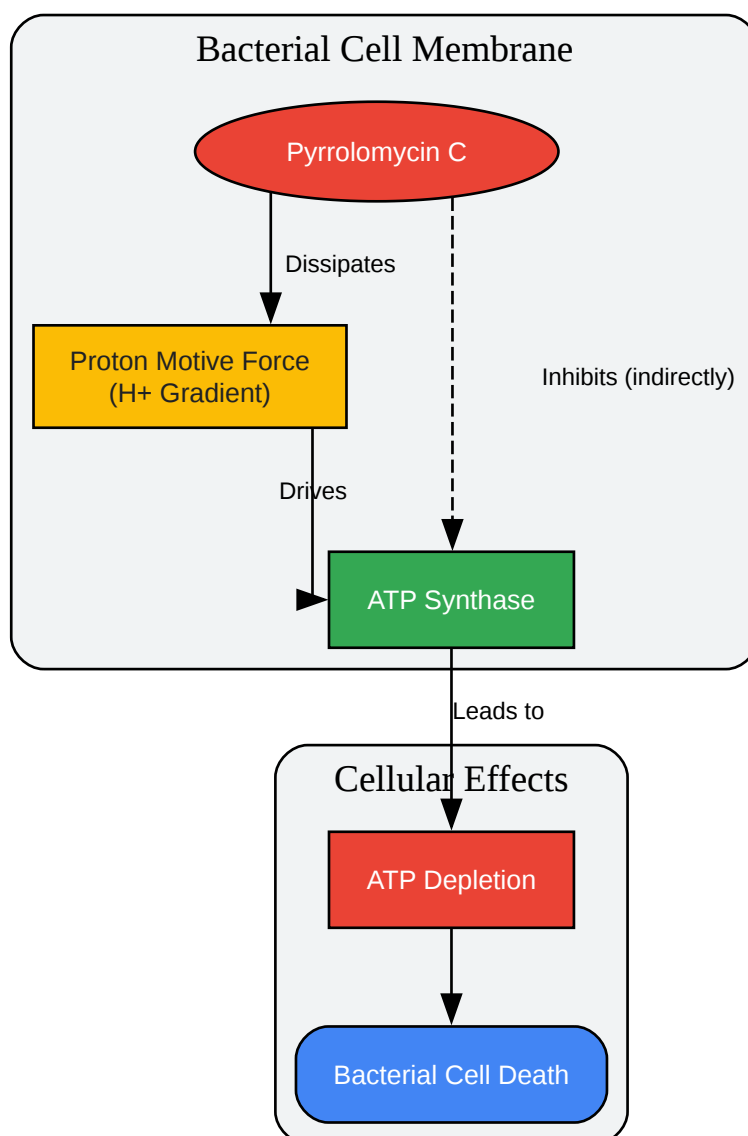 Bacterial Cell Membrane
Pyrrolomycin C
Dissipates
Proton Motive Force
(H+ Gradient)
Inhibits (indirectly)
Drives
ATP Synthase
Leads to
Cellular Effects
ATP Depletion
Bacterial Cell Death